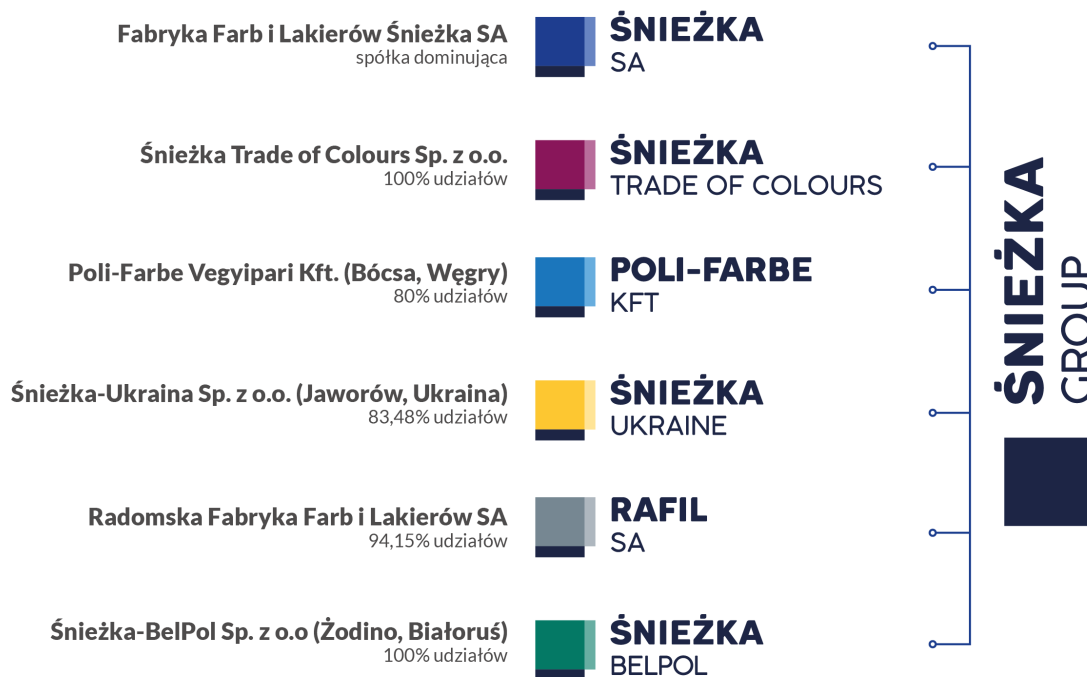 Fabryka Farb i Lakierów Śnieżka SA
spółka dominująca
ŚNIEŻKA
SA
Śnieżka Trade of Colours Sp. z o.o.
100% udziałów
ŚNIEŻKA
TRADE OF COLOURS
Poli-Farbe Vegyipari Kft. (Bócsa, Węgry)
80% udziałów
POLI-FARBE
KFT
Śnieżka-Ukraina Sp. z o.o. (Jaworów, Ukraina)
83,48% udziałów
ŚNIEŻKA
UKRAINE
Radomska Fabryka Farb i Lakierów SA
94,15% udziałów
RAFIL
SA
Śnieżka-BelPol Sp. z o.o (Żodino, Białoruś)
100% udziałów
ŚNIEŻKA
BELPOL
ŚNIEŻKA
GROUP